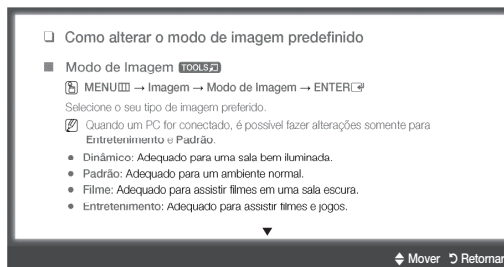 Como alterar o modo de imagem predefinido
Modo de Imagem TOOLS
MENU → Imagem → Modo de Imagem → ENTER
Selecione o seu tipo de imagem preferido.
Quando um PC for conectado, é possível fazer alterações somente para
Entretenimento e Padrão.
Dinâmico: Adequado para uma sala bem iluminada.
Padrão: Adequado para um ambiente normal.
Filme: Adequado para assistir filmes em uma sala escura.
Entretenimento: Adequado para assistir filmes e jogos.
Mover Retornar